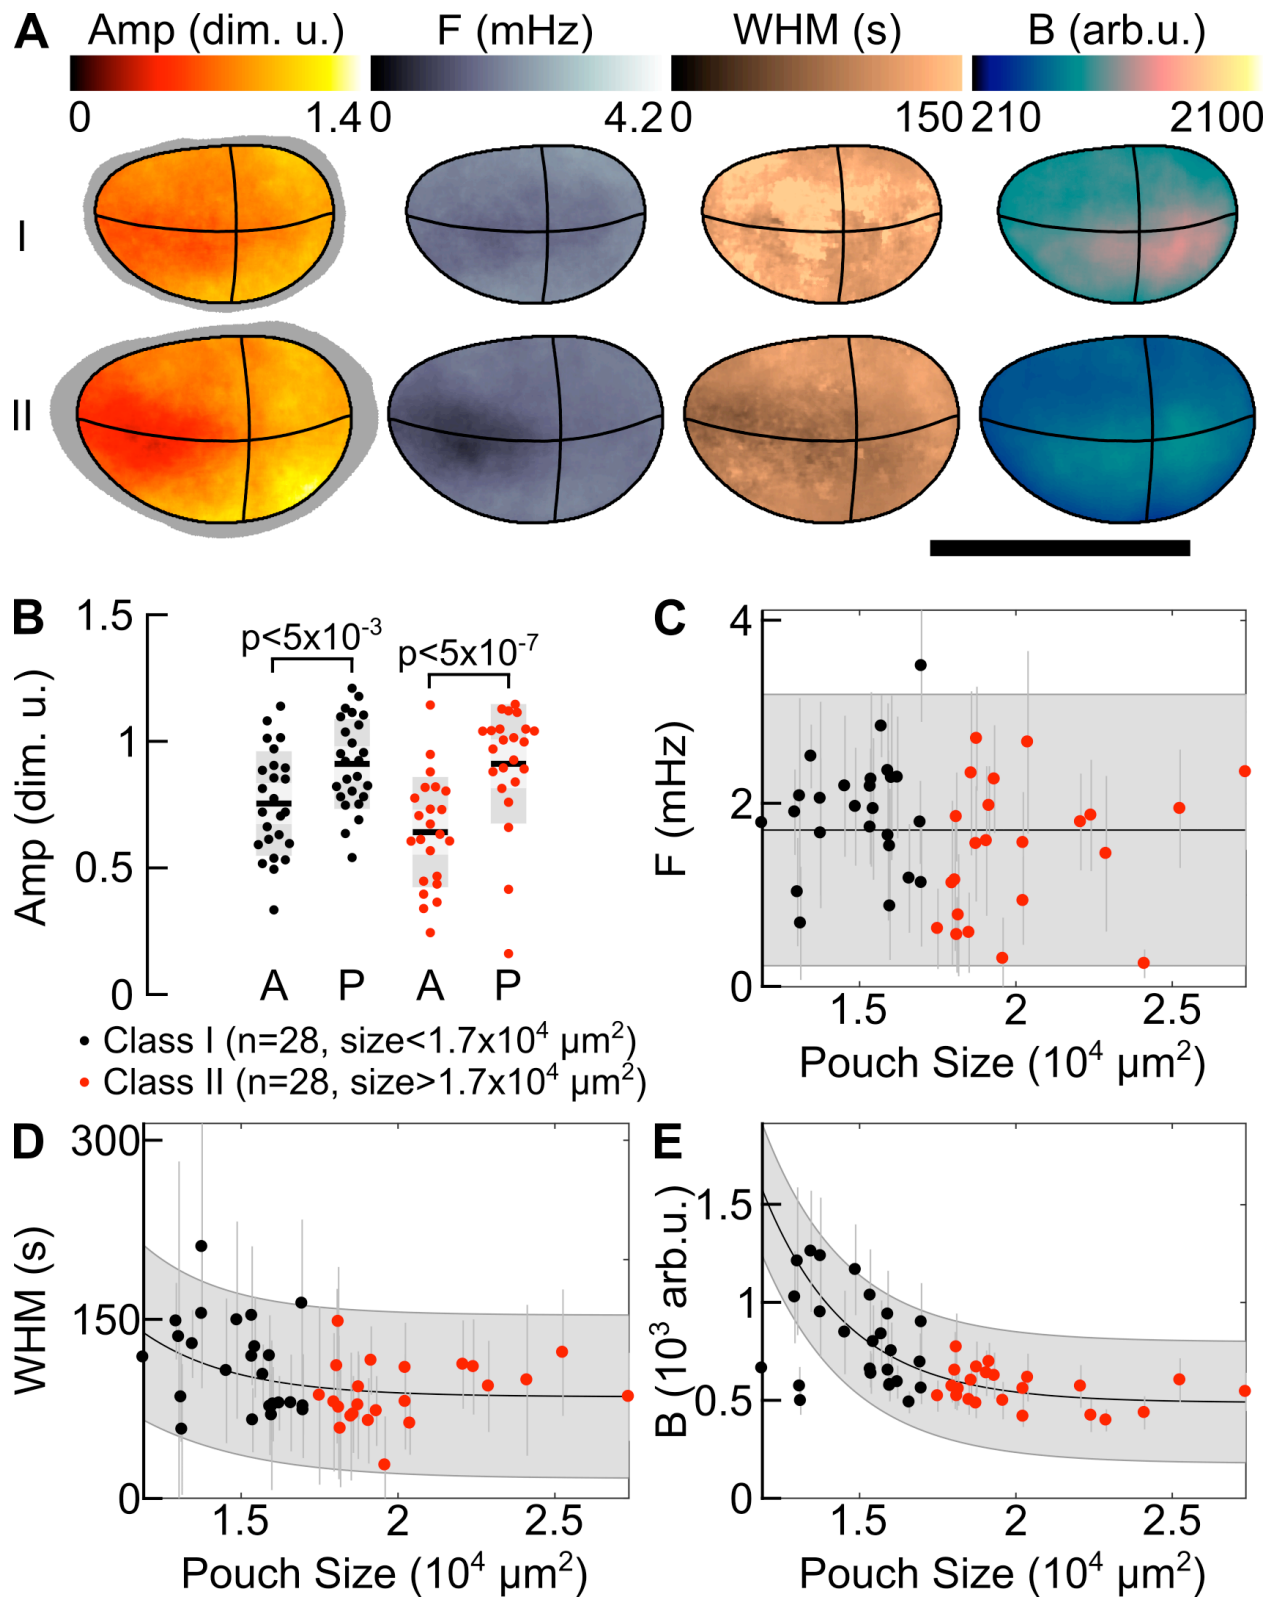 A
Amp (dim. u.) F (mHz) WHM (s) B (arb.u.)
0 1.4 0 4.2 0 150 210 2100
I
II
B
1.5
1
0.5
0
Amp (dim. u.)
p<5x10⁻³
p<5x10⁻⁷
A P A P
• Class I (n=28, size<1.7x10⁴ µm²)
• Class II (n=28, size>1.7x10⁴ µm²)
C
4
2
0
F (mHz)
1.5 2 2.5
Pouch Size (10⁴ µm²)
D
300
150
0
WHM (s)
1.5 2 2.5
Pouch Size (10⁴ µm²)
E
1.5
1
0.5
0
B (10³ arb.u.)
1.5 2 2.5
Pouch Size (10⁴ µm²)